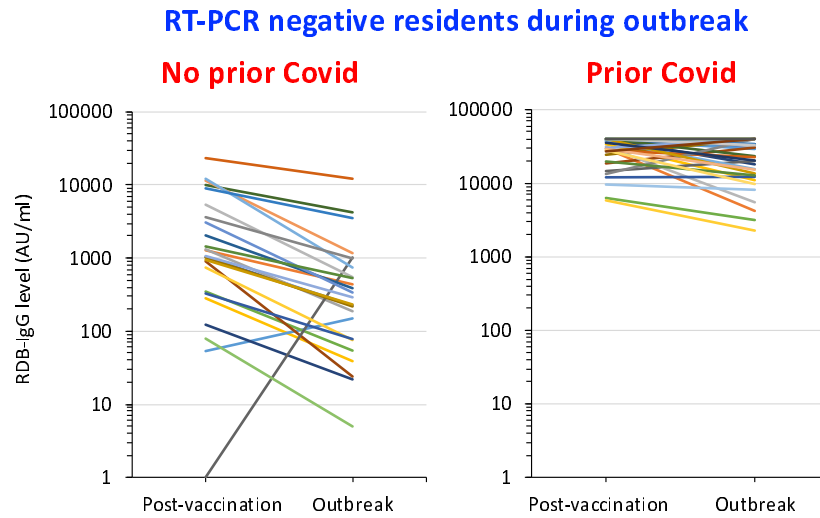 RT-PCR negative residents during outbreak
No prior Covid
Prior Covid
RDB-IgG level (AU/ml)
100000
10000
1000
100
10
1
Post-vaccination
Outbreak
100000
10000
1000
100
10
1
Post-vaccination
Outbreak